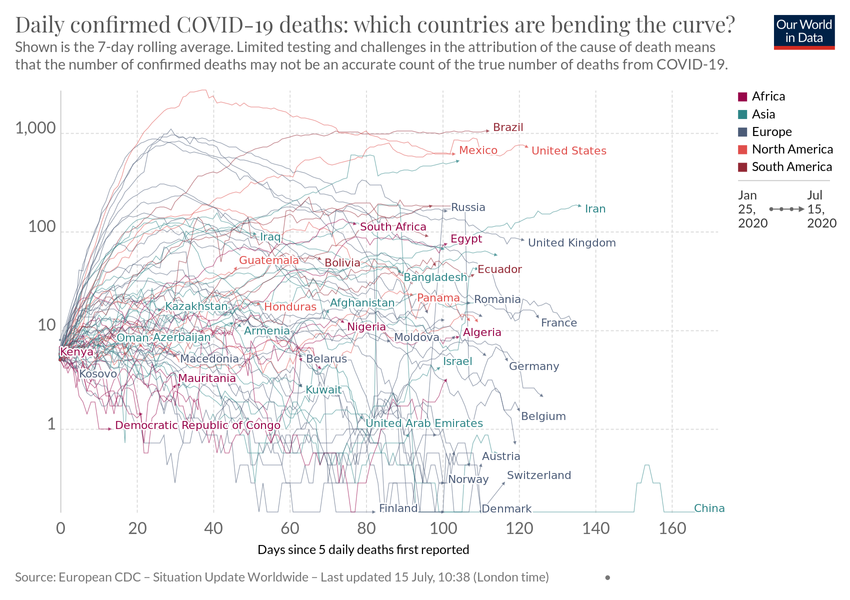 Daily confirmed COVID-19 deaths: which countries are bending the curve?
Our World
in Data
Shown is the 7-day rolling average. Limited testing and challenges in the attribution of the cause of death means
that the number of confirmed deaths may not be an accurate count of the true number of deaths from COVID-19.
Africa
Asia
Europe
North America
South America
Jan
25,
2020
Jul
15,
2020
1,000
100
10
1
Brazil
Mexico
United States
Russia
Iran
South Africa
Iraq
Egypt
United Kingdom
Guatemala
Bolivia
Ecuador
Bangladesh
Panama
Romania
Kazakhstan
Honduras
Afghanistan
France
Nigeria
Armenia
Algeria
Oman
Azerbaijan
Moldova
Kenya
Macedonia
Belarus
Israel
Germany
Kosovo
Mauritania
Kuwait
Belgium
Democratic Republic of Congo
United Arab Emirates
Austria
Norway
Switzerland
Finland
Denmark
China
0
20
40
60
80
100
120
140
160
Days since 5 daily deaths first reported
Source: European CDC – Situation Update Worldwide – Last updated 15 July, 10:38 (London time)